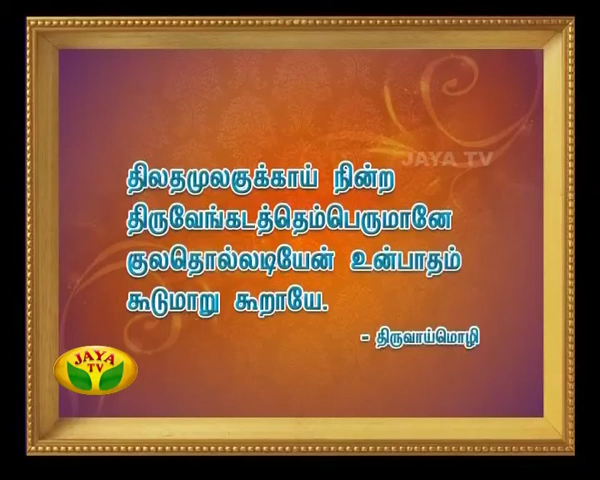 JAYA TV
திலதமுலகுக்காய் நின்ற
திருவேங்கடத்தெம்பெருமானே
குலதொல்லடியேன் உன்பாதம்
கூடுமாறு கூறாயே.
- திருவாய்மொழி
JAYA
TV